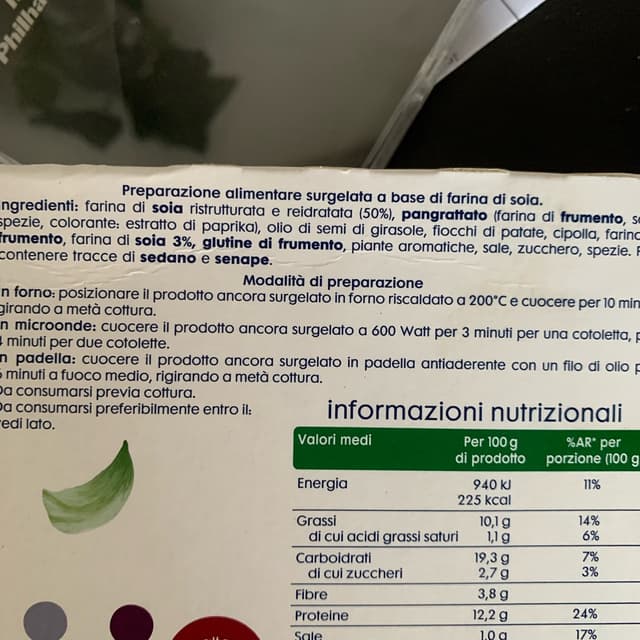 Philha
Preparazione alimentare surgelata a base di farina di soia.
ngredienti: farina di soia ristrutturata e reidratata (50%), pangrattato (farina di frumento, s
spezie, colorante: estratto di paprika), olio di semi di girasole, fiocchi di patate, cipolla, farina
frumento, farina di soia 3%, glutine di frumento, piante aromatiche, sale, zucchero, spezie.
contenere tracce di sedano e senape.
Modalità di preparazione
n forno: posizionare il prodotto ancora surgelato in forno riscaldato a 200°C e cuocere per 10 min
girando a metà cottura.
n microonde: cuocere il prodotto ancora surgelato a 600 Watt per 3 minuti per una cotoletta, p
minuti per due cotolette.
n padella: cuocere il prodotto ancora surgelato in padella antiaderente con un filo di olio p
minuti a fuoco medio, rigirando a metà cottura.
Da consumarsi previa cottura.
Da consumarsi preferibilmente entro il:
edi lato.
informazioni nutrizionali
Valori medi Per 100 g %AR* per
di prodotto porzione (100 g
Energia 940 kJ 11%
225 kcal
Grassi 10,1 g 14%
di cui acidi grassi saturi 1,1 g 6%
Carboidrati 19,3 g 7%
di cui zuccheri 2,7 g 3%
Fibre 3,8 g
Proteine 12,2 g 24%
Sale 1,0 g 17%